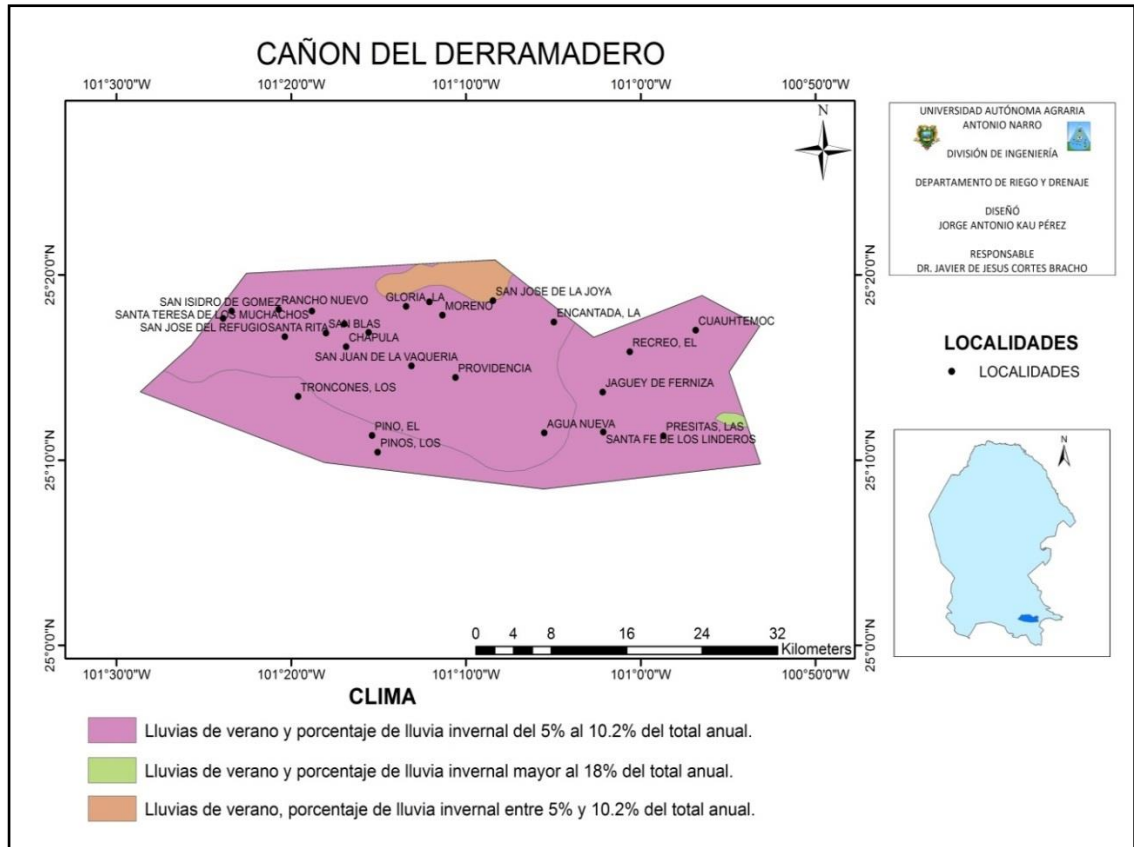 CAÑON DEL DERRAMADERO
101°30'0"W 101°20'0"W 101°10'0"W 101°0'0"W 100°50'0"W
N
25°20'0"N
25°20'0"N
SAN JOSE DE LA JOYA
SAN ISIDRO DE GOMEZ
RANCHO NUEVO
GLORIA, LA
SANTA TERESA DE LOS MUCHACHOS
MORENO
ENCANTADA, LA
SAN JOSE DEL REFUGIO
SANTA RITA
SAN BLAS
CUAUHTEMOC
CHAPULA
RECREO, EL
SAN JUAN DE LA VAQUERIA
PROVIDENCIA
TRONCONES, LOS
JAGUEY DE FERNIZA
PINO, EL
AGUA NUEVA
PRESITAS, LAS
PINOS, LOS
SANTA FE DE LOS LINDEROS
25°10'0"N
25°10'0"N
0 4 8 16 24 32
Kilometers
25°0'0"N
25°0'0"N
101°30'0"W 101°20'0"W 101°10'0"W 101°0'0"W 100°50'0"W
UNIVERSIDAD AUTÓNOMA AGRARIA
ANTONIO NARRO
DIVISIÓN DE INGENIERÍA
DEPARTAMENTO DE RIEGO Y DRENAJE
DISEÑÓ
JORGE ANTONIO KAU PÉREZ
RESPONSABLE
DR. JAVIER DE JESUS CORTES BRACHO
LOCALIDADES
LOCALIDADES
N
CLIMA
Lluvias de verano y porcentaje de lluvia invernal del 5% al 10.2% del total anual.
Lluvias de verano y porcentaje de lluvia invernal mayor al 18% del total anual.
Lluvias de verano, porcentaje de lluvia invernal entre 5% y 10.2% del total anual.